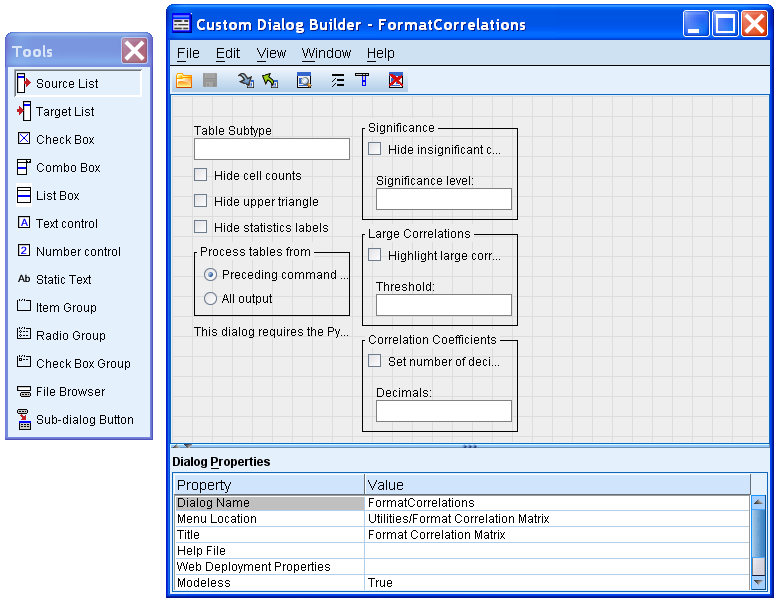 Tools
Source List
Target List
Check Box
Combo Box
List Box
A Text control
2 Number control
Ab Static Text
Item Group
Radio Group
Check Box Group
File Browser
Sub-dialog Button
Custom Dialog Builder - FormatCorrelations
File Edit View Window Help
Table Subtype
Hide cell counts
Hide upper triangle
Hide statistics labels
Process tables from
Preceding command ...
All output
This dialog requires the Py...
Significance
Hide insignificant c...
Significance level:
Large Correlations
Highlight large corr...
Threshold:
Correlation Coefficients
Set number of deci...
Decimals:
Dialog Properties
Property Value
Dialog Name FormatCorrelations
Menu Location Utilities/Format Correlation Matrix
Title Format Correlation Matrix
Help File
Web Deployment Properties
Modeless True